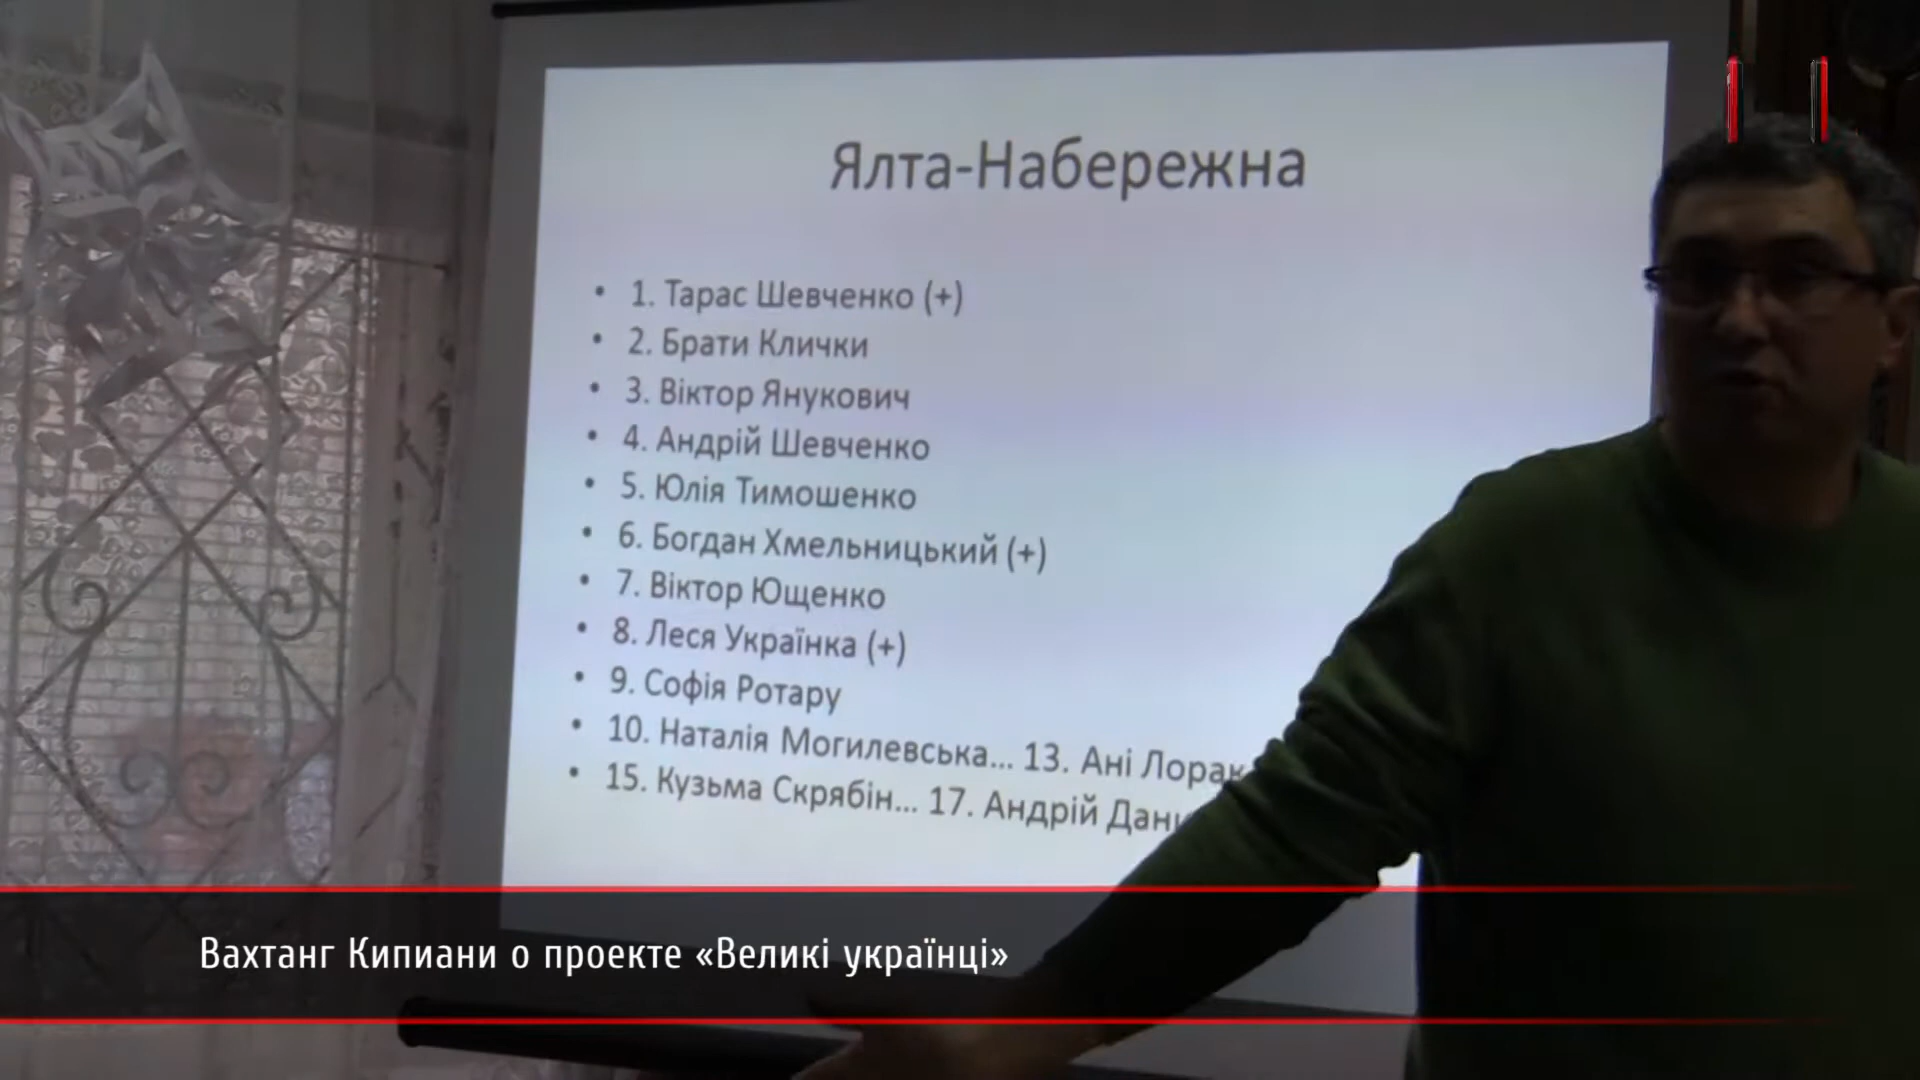 Ялта-Набережна
• 1. Тарас Шевченко (+)
• 2. Брати Клички
• 3. Віктор Янукович
• 4. Андрій Шевченко
• 5. Юлія Тимошенко
• 6. Богдан Хмельницький (+)
• 7. Віктор Ющенко
• 8. Леся Українка (+)
• 9. Софія Ротару
• 10. Наталія Могилевська... 13. Ані Лорак
• 15. Кузьма Скрябін... 17. Андрій
Вахтанг Кипиани о проекте «Великі українці»